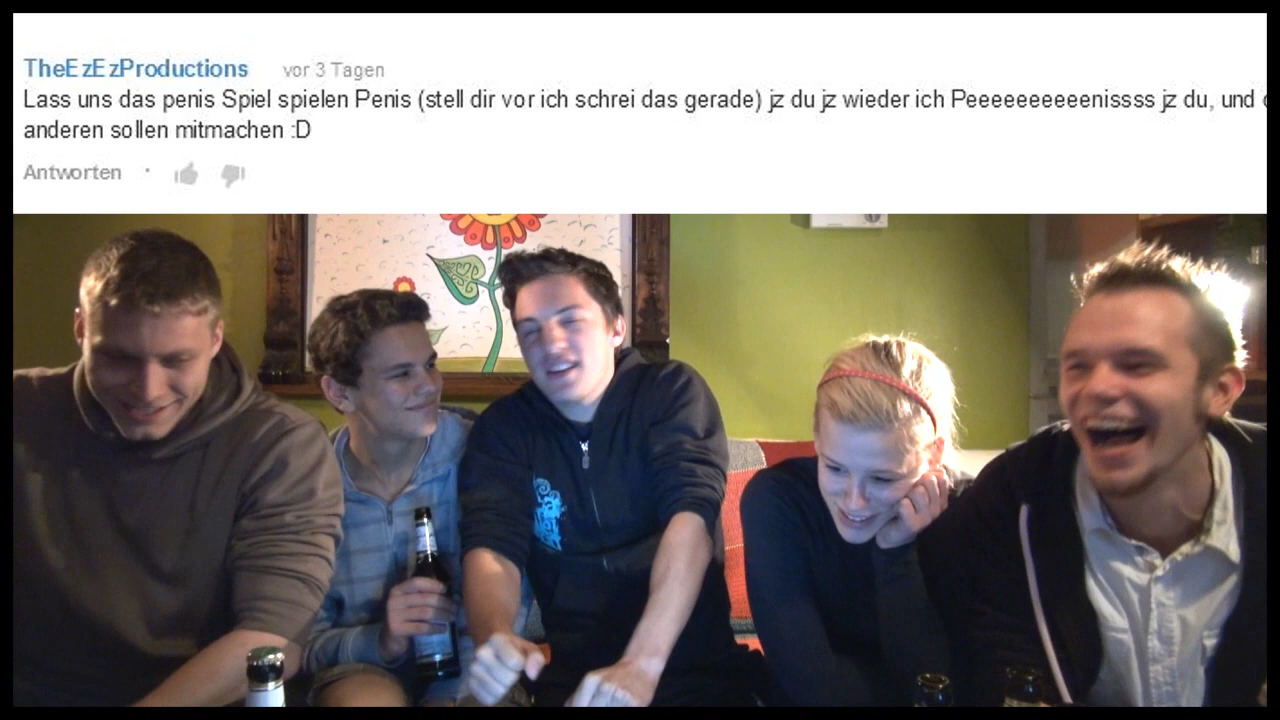 TheEzEzProductions vor 3 Tagen
Lass uns das penis Spiel spielen Penis (stell dir vor ich schrei das gerade) jz du jz wieder ich Peeeeeeeeeenissss jz du, und
anderen sollen mitmachen :D
Antworten ·